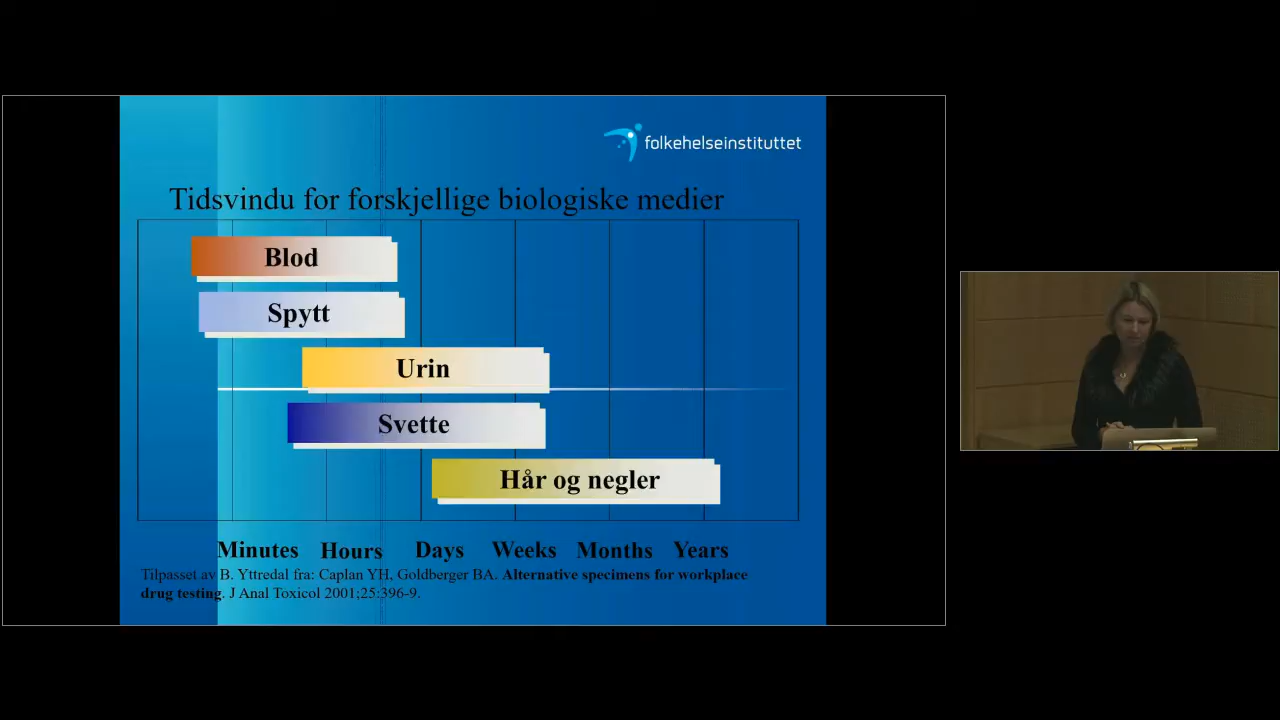 folkehelseinstituttet
Tidsvindu for forskjellige biologiske medier
Blod
Spytt
Urin
Svette
Hår og negler
Minutes Hours Days Weeks Months Years
Tilpasset av B. Yttredal fra: Caplan YH, Goldberger BA. Alternative specimens for workplace
drug testing. J Anal Toxicol 2001;25:396-9.